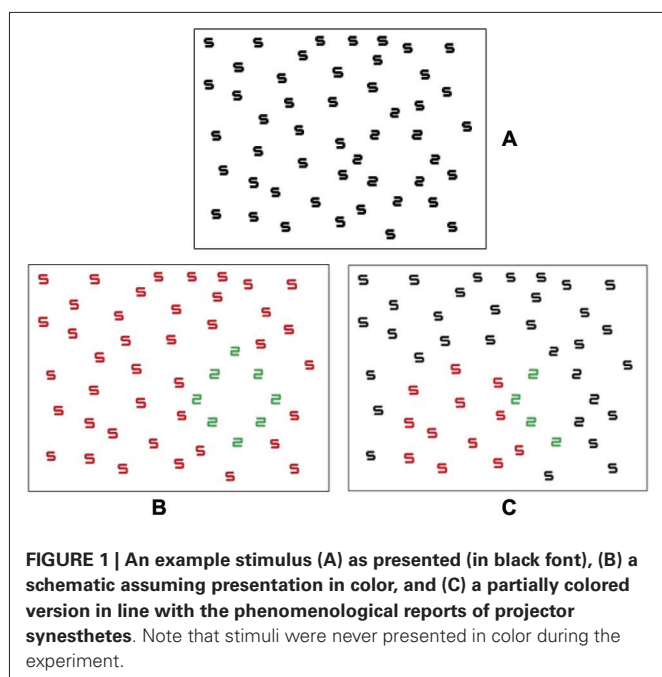 A
B
C
FIGURE 1 | An example stimulus (A) as presented (in black font), (B) a
schematic assuming presentation in color, and (C) a partially colored
version in line with the phenomenological reports of projector
synesthetes. Note that stimuli were never presented in color during the
experiment.